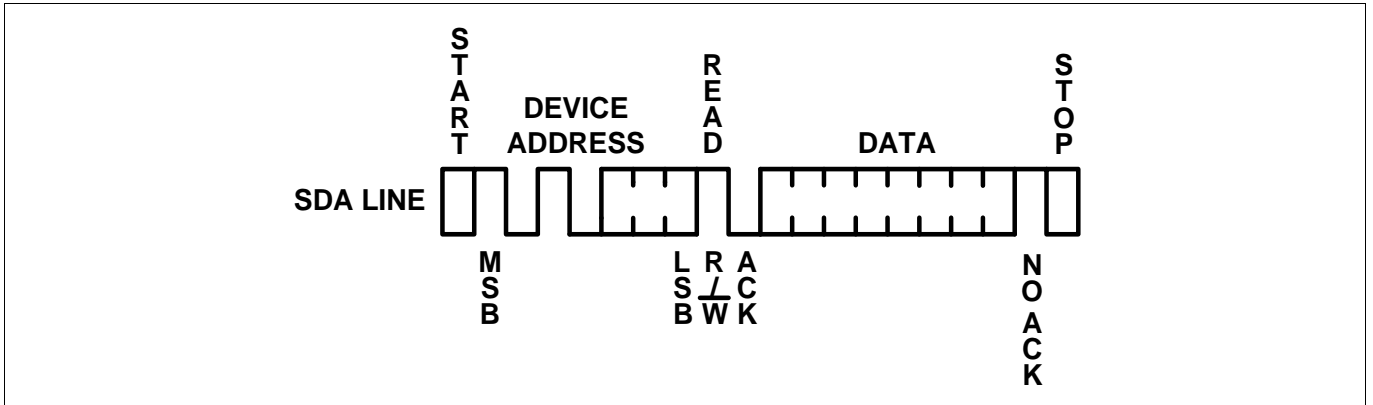 START
DEVICE
ADDRESS
READ
DATA
STOP
SDA LINE
MSB
LSB
R/W
ACK
NO ACK